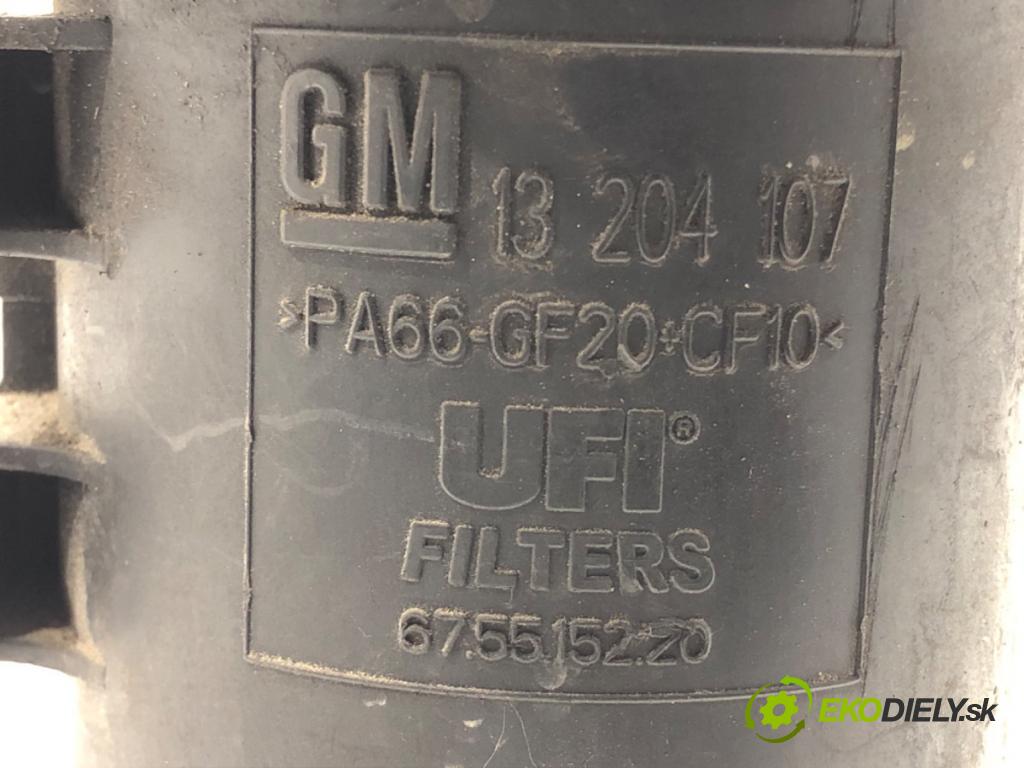 GM 13 204 107
>PA66-GF20+CF10<
UFI®
FILTERS
67.55.152.20
EKODIELY.sk